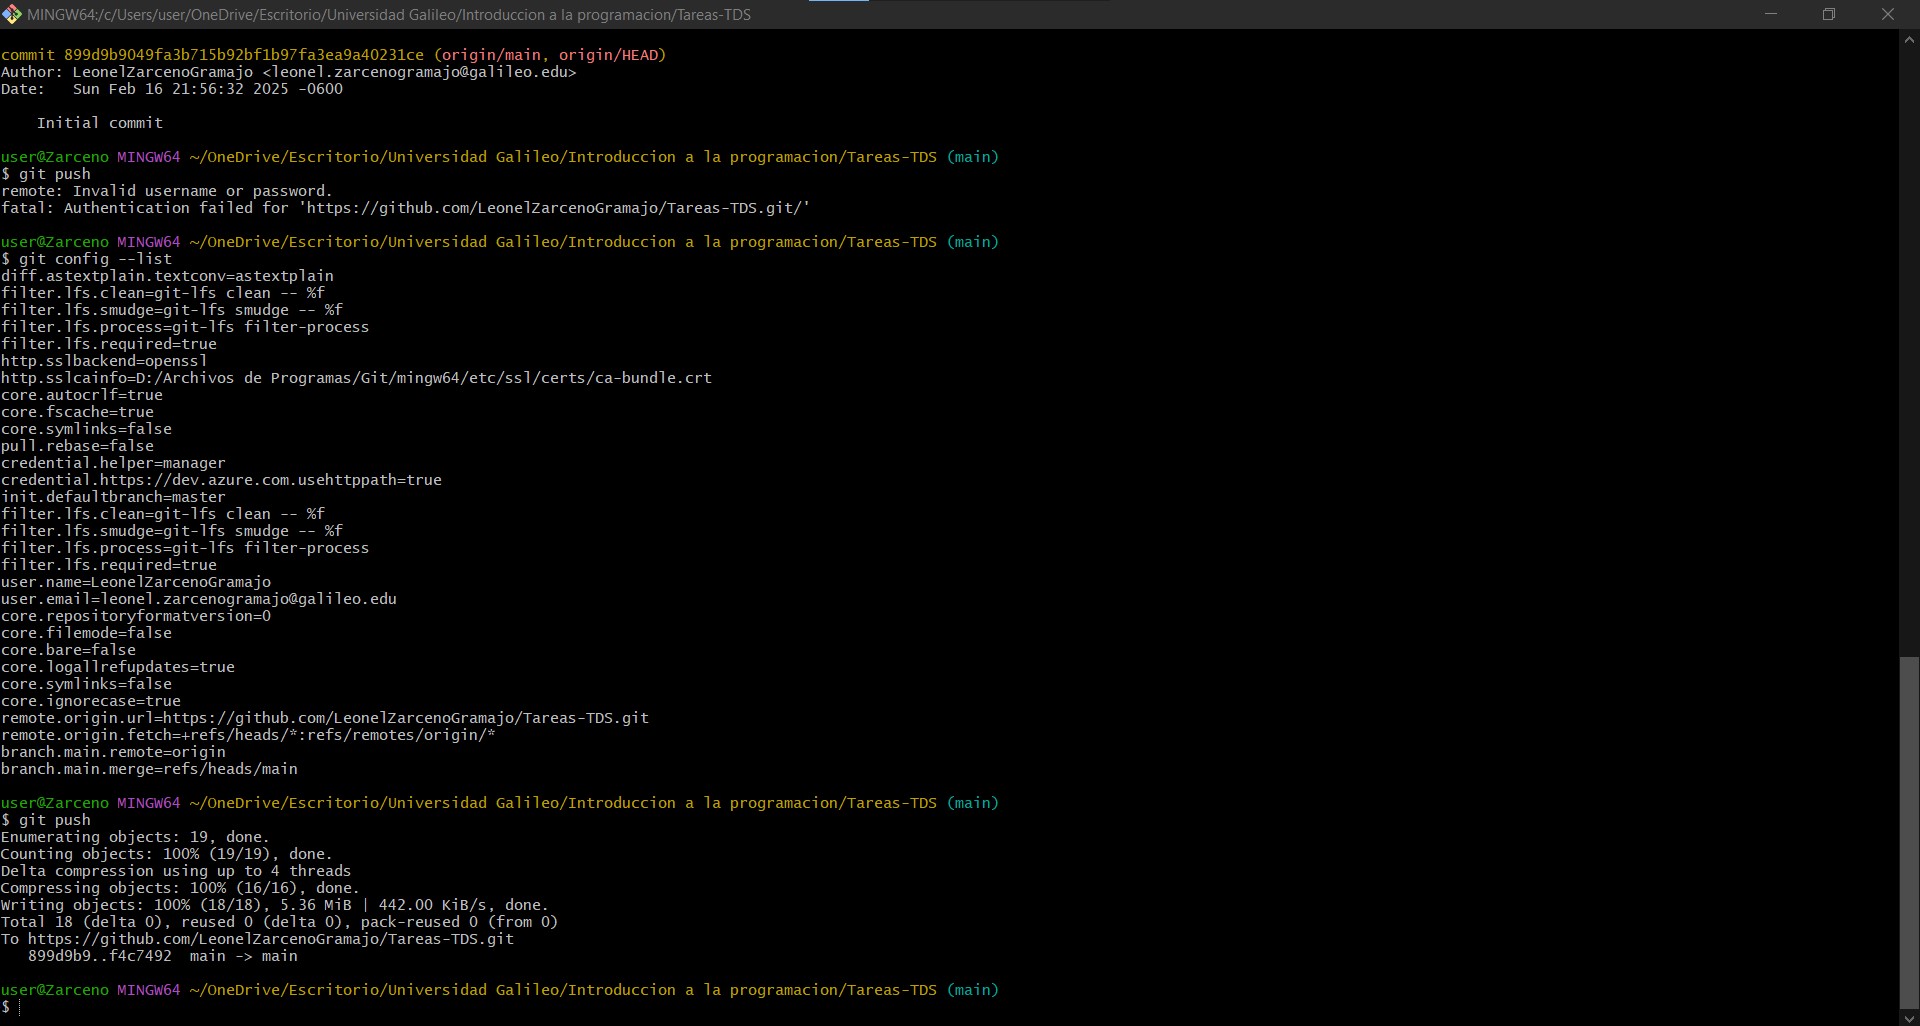 MINGW64:/c/Users/user/OneDrive/Escritorio/Universidad Galileo/Introduccion a la programacion/Tareas-TDS
commit 899d9b9049fa3b715b92bf1b97fa3ea9a40231ce (origin/main, origin/HEAD)
Author: LeonelZarcenoGramajo <leonel.zarcenogramajo@galileo.edu>
Date:   Sun Feb 16 21:56:32 2025 -0600
    Initial commit
user@Zarceno MINGW64 ~/OneDrive/Escritorio/Universidad Galileo/Introduccion a la programacion/Tareas-TDS (main)
$ git push
remote: Invalid username or password.
fatal: Authentication failed for 'https://github.com/LeonelZarcenoGramajo/Tareas-TDS.git/'
user@Zarceno MINGW64 ~/OneDrive/Escritorio/Universidad Galileo/Introduccion a la programacion/Tareas-TDS (main)
$ git config --list
diff.astextplain.textconv=astextplain
filter.lfs.clean=git-lfs clean -- %f
filter.lfs.smudge=git-lfs smudge -- %f
filter.lfs.process=git-lfs filter-process
filter.lfs.required=true
http.sslbackend=openssl
http.sslcainfo=D:/Archivos de Programas/Git/mingw64/etc/ssl/certs/ca-bundle.crt
core.autocrlf=true
core.fscache=true
core.symlinks=false
pull.rebase=false
credential.helper=manager
credential.https://dev.azure.com.usehttppath=true
init.defaultbranch=master
filter.lfs.clean=git-lfs clean -- %f
filter.lfs.smudge=git-lfs smudge -- %f
filter.lfs.process=git-lfs filter-process
filter.lfs.required=true
user.name=LeonelZarcenoGramajo
user.email=leonel.zarcenogramajo@galileo.edu
core.repositoryformatversion=0
core.filemode=false
core.bare=false
core.logallrefupdates=true
core.symlinks=false
core.ignorecase=true
remote.origin.url=https://github.com/LeonelZarcenoGramajo/Tareas-TDS.git
remote.origin.fetch=+refs/heads/*:refs/remotes/origin/*
branch.main.remote=origin
branch.main.merge=refs/heads/main
user@Zarceno MINGW64 ~/OneDrive/Escritorio/Universidad Galileo/Introduccion a la programacion/Tareas-TDS (main)
$ git push
Enumerating objects: 19, done.
Counting objects: 100% (19/19), done.
Delta compression using up to 4 threads
Compressing objects: 100% (16/16), done.
Writing objects: 100% (18/18), 5.36 MiB | 442.00 KiB/s, done.
Total 18 (delta 0), reused 0 (delta 0), pack-reused 0 (from 0)
To https://github.com/LeonelZarcenoGramajo/Tareas-TDS.git
   899d9b9..f4c7492  main -> main
user@Zarceno MINGW64 ~/OneDrive/Escritorio/Universidad Galileo/Introduccion a la programacion/Tareas-TDS (main)
$